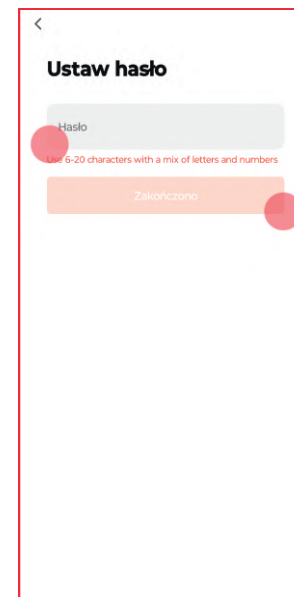 Ustaw hasło
Hasło
Use 6-20 characters with a mix of letters and numbers
Zakończono